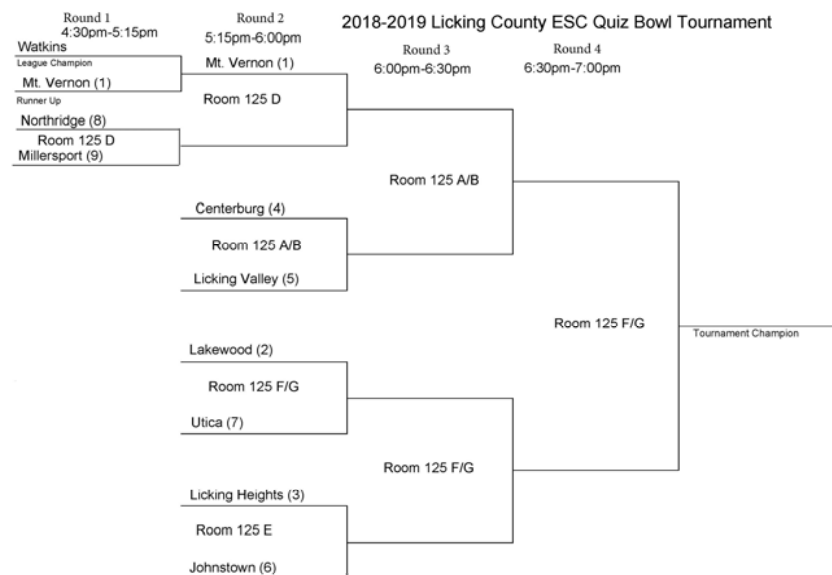 2018-2019 Licking County ESC Quiz Bowl Tournament
Round 1
4:30pm-5:15pm
Round 2
5:15pm-6:00pm
Round 3
6:00pm-6:30pm
Round 4
6:30pm-7:00pm
Watkins
League Champion
Mt. Vernon (1)
Runner Up
Northridge (8)
Room 125 D
Millersport (9)
Mt. Vernon (1)
Room 125 D
Centerburg (4)
Room 125 A/B
Licking Valley (5)
Lakewood (2)
Room 125 F/G
Utica (7)
Licking Heights (3)
Room 125 E
Johnstown (6)
Room 125 A/B
Room 125 F/G
Room 125 F/G
Tournament Champion